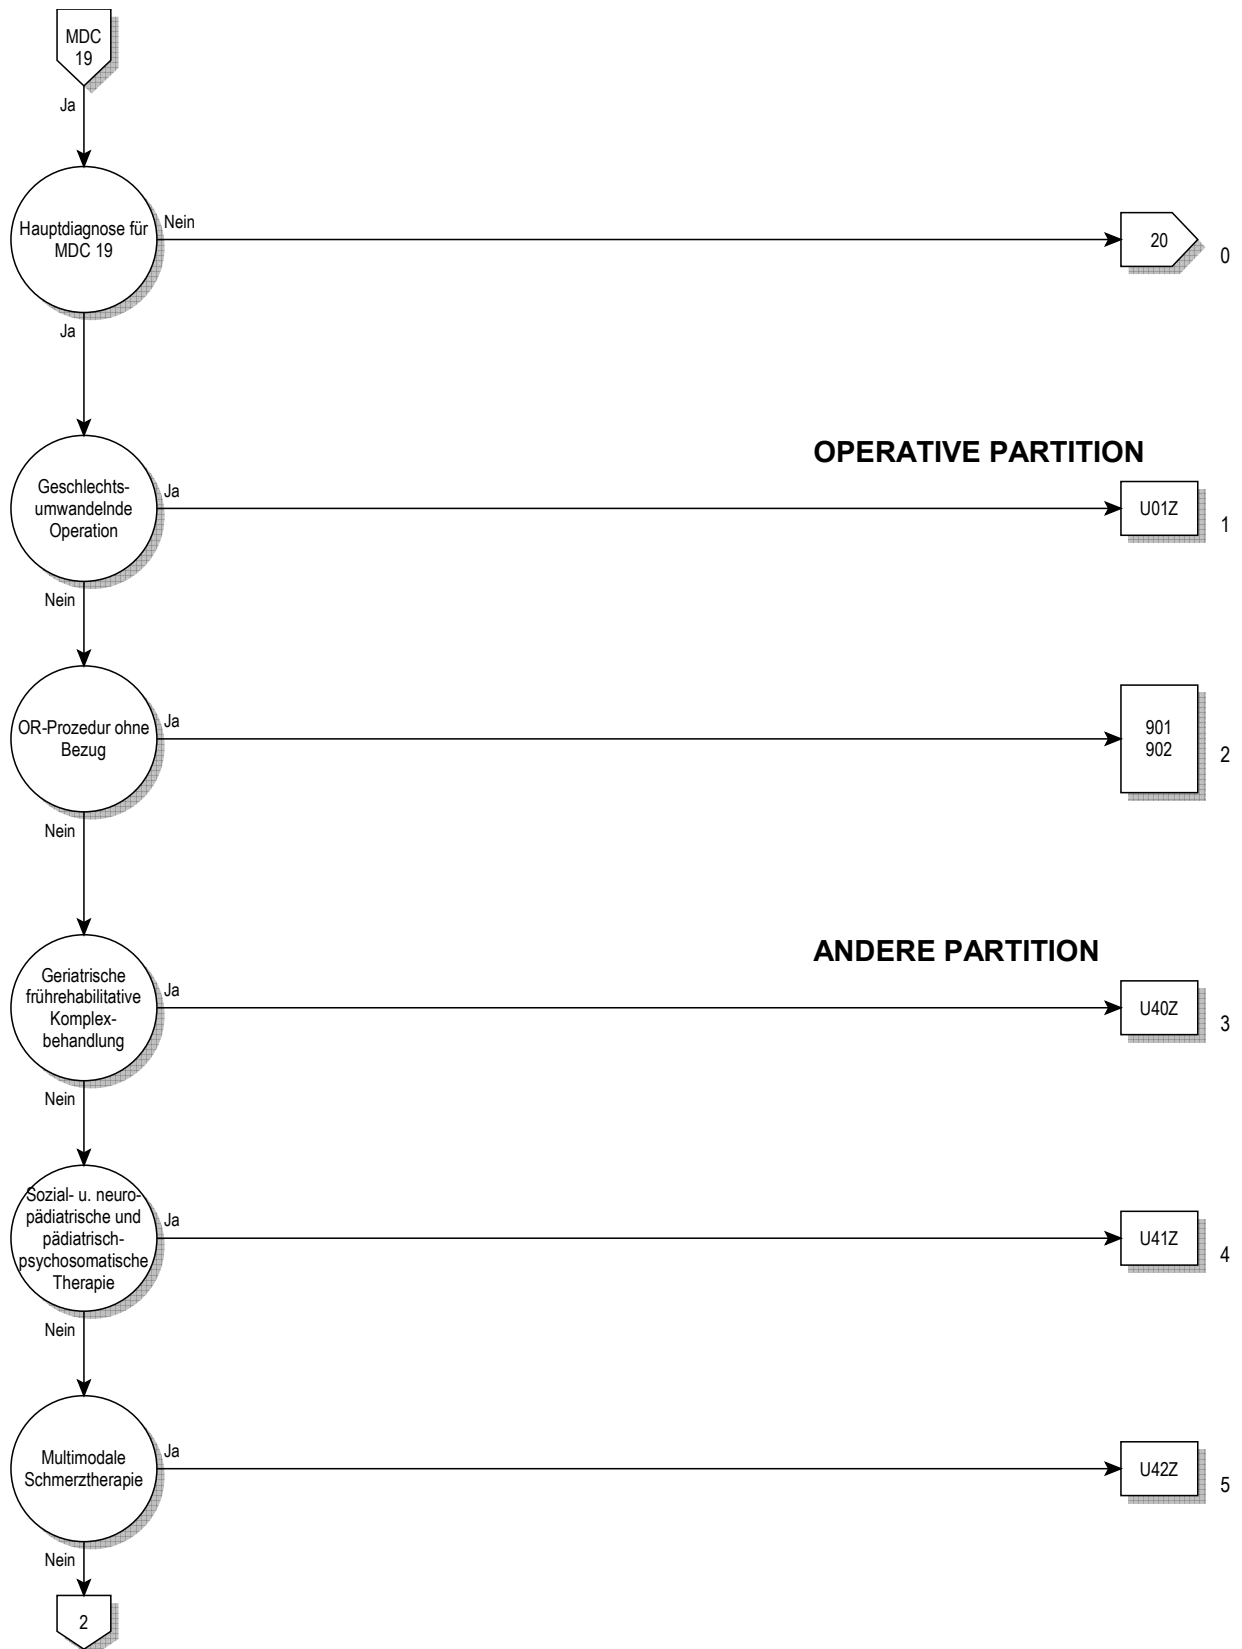 MDC
19
Ja
Hauptdiagnose für
MDC 19
Nein
20
0
Ja
OPERATIVE PARTITION
Geschlechts-
umwandelnde
Operation
Ja
U01Z
1
Nein
OR-Prozedur ohne
Bezug
Ja
901
902
2
Nein
ANDERE PARTITION
Geriatrische
frührehabilitative
Komplex-
behandlung
Ja
U40Z
3
Nein
Sozial- u. neuro-
pädiatrische und
pädiatrisch-
psychosomatische
Therapie
Ja
U41Z
4
Nein
Multimodale
Schmerztherapie
Ja
U42Z
5
Nein
2